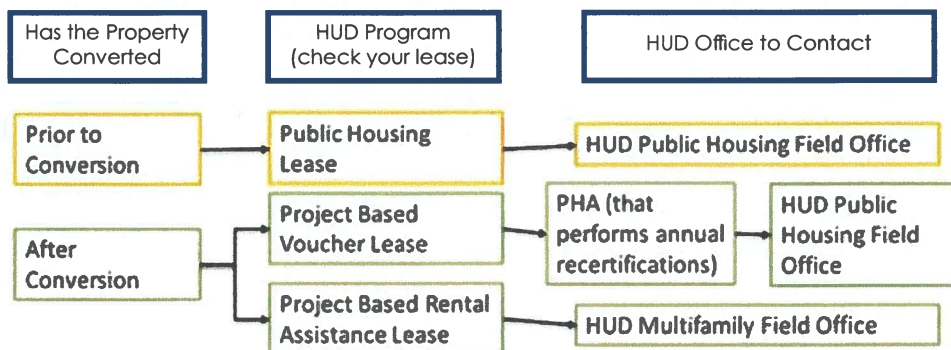 Has the Property
Converted
HUD Program
(check your lease)
HUD Office to Contact
Prior to
Conversion
Public Housing
Lease
HUD Public Housing Field Office
After
Conversion
Project Based
Voucher Lease
PHA (that
performs annual
recertifications)
HUD Public
Housing Field
Office
Project Based Rental
Assistance Lease
HUD Multifamily Field Office